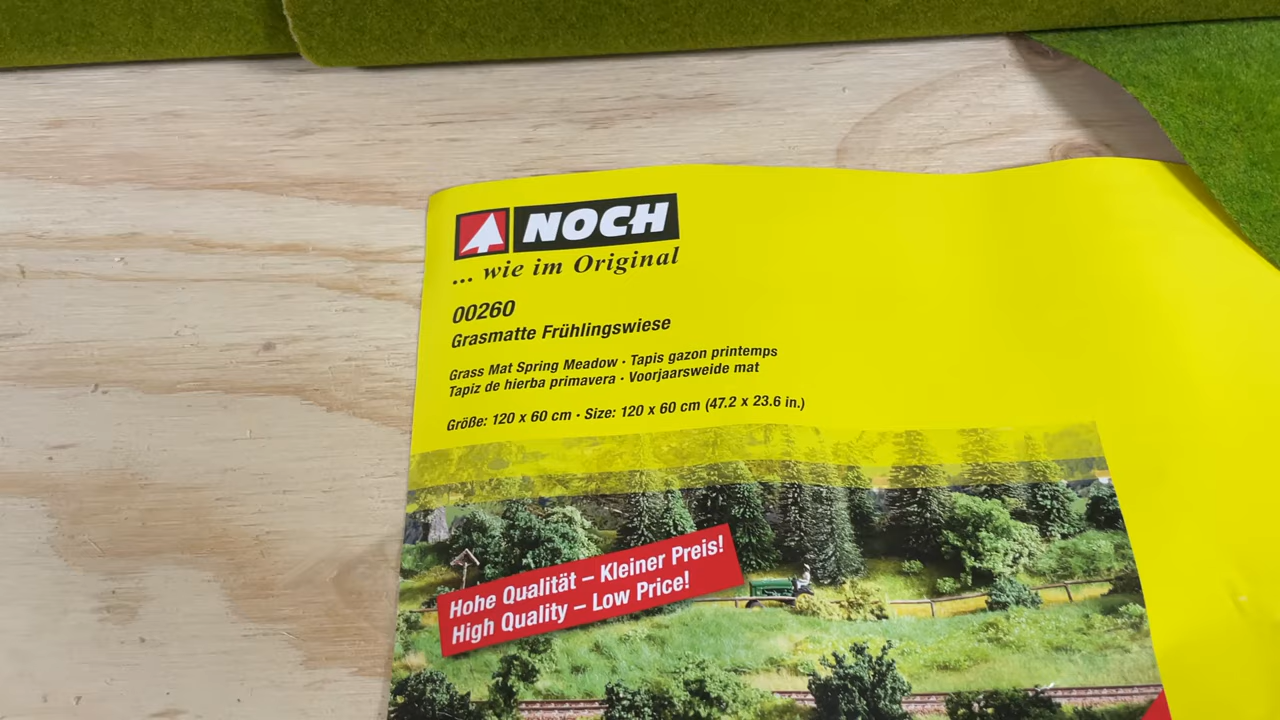 NOCH
... wie im Original
00260
Grasmatte Frühlingswiese
Grass Mat Spring Meadow · Tapis gazon printemps
Tapiz de hierba primavera · Voorjaarsweide mat
Größe: 120 x 60 cm · Size: 120 x 60 cm (47.2 x 23.6 in.)
Hohe Qualität – Kleiner Preis!
High Quality – Low Price!